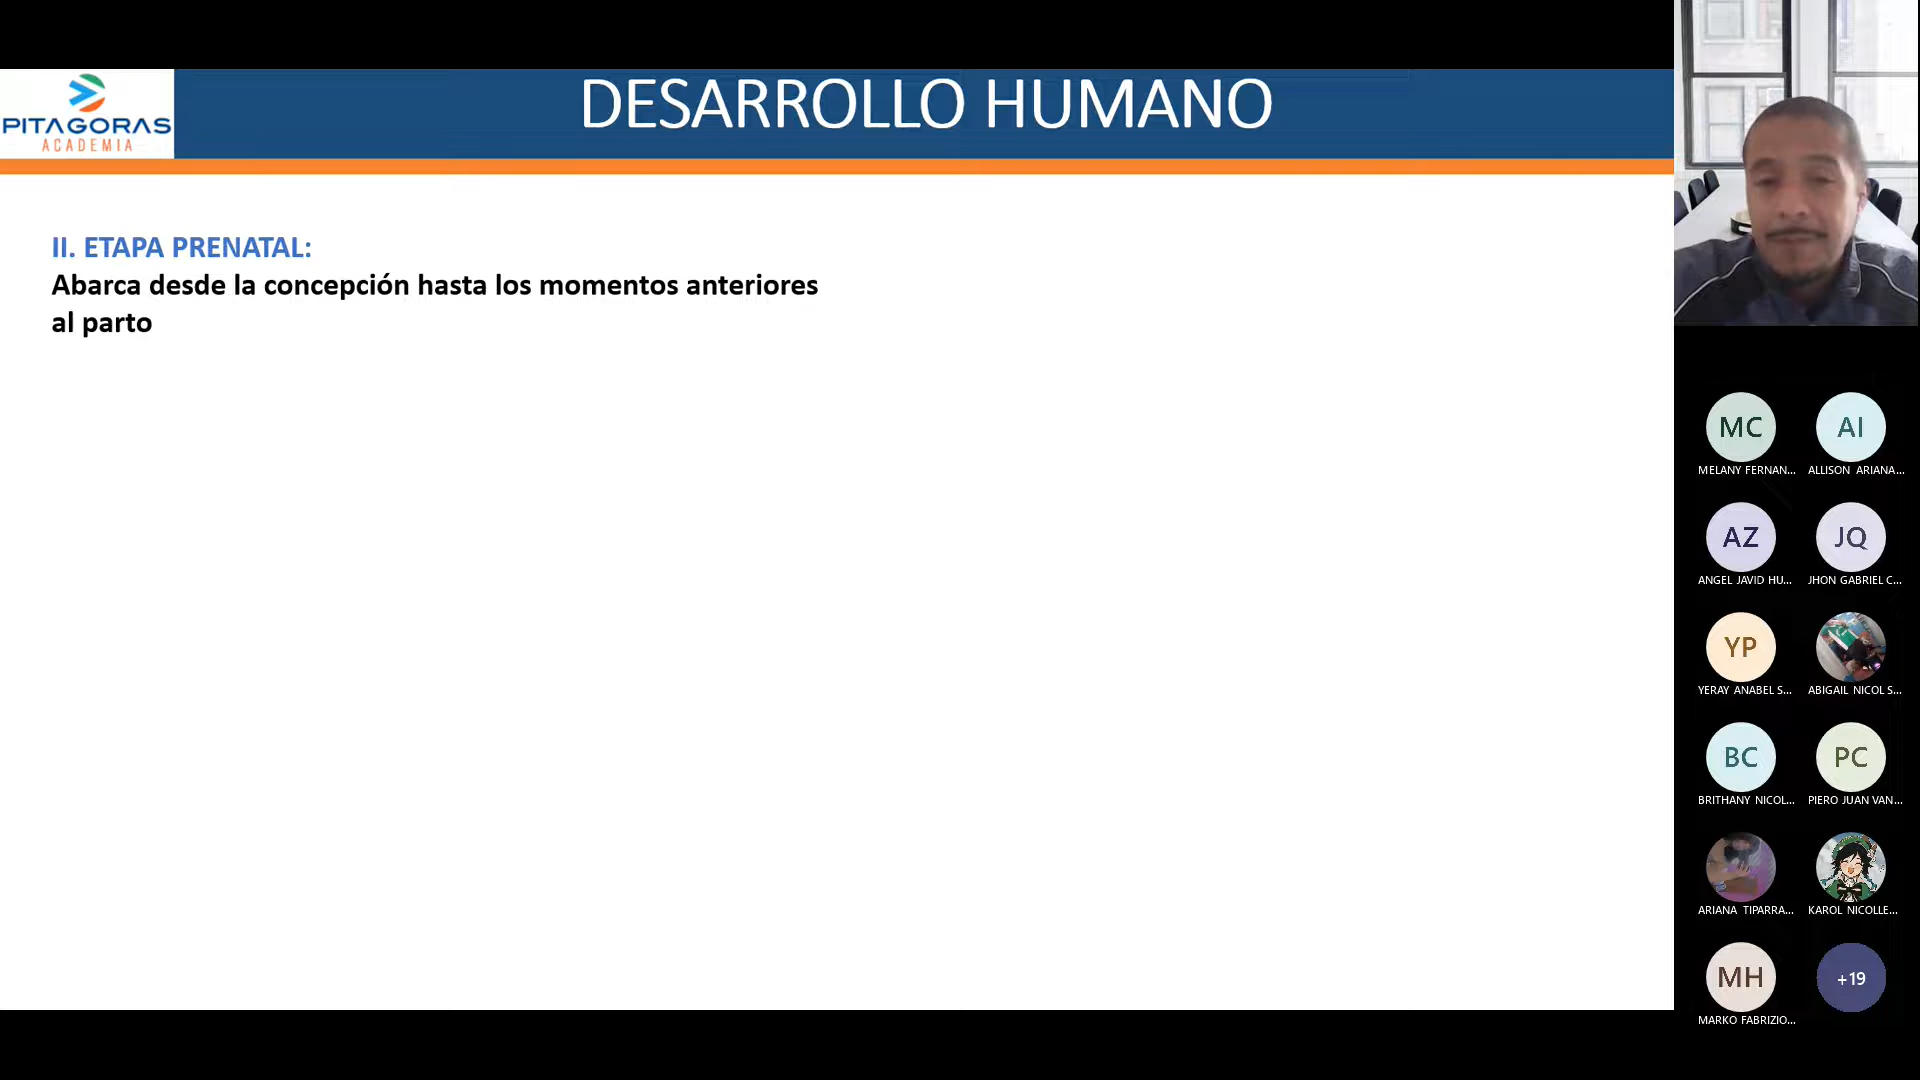 PITAGORAS
ACADEMIA
DESARROLLO HUMANO
II. ETAPA PRENATAL:
Abarca desde la concepción hasta los momentos anteriores
al parto
MC
AI
MELANY FERNAN...
ALLISON ARIANA...
AZ
JQ
ANGEL JAVID HU...
JHON GABRIEL C...
YP
YERAY ANABEL S...
ABIGAIL NICOL S...
BC
PC
BRITHANY NICOL...
PIERO JUAN VAN...
ARIANA TIPARRA...
KAROL NICOLLE...
MH
+19
MARKO FABRIZIO...